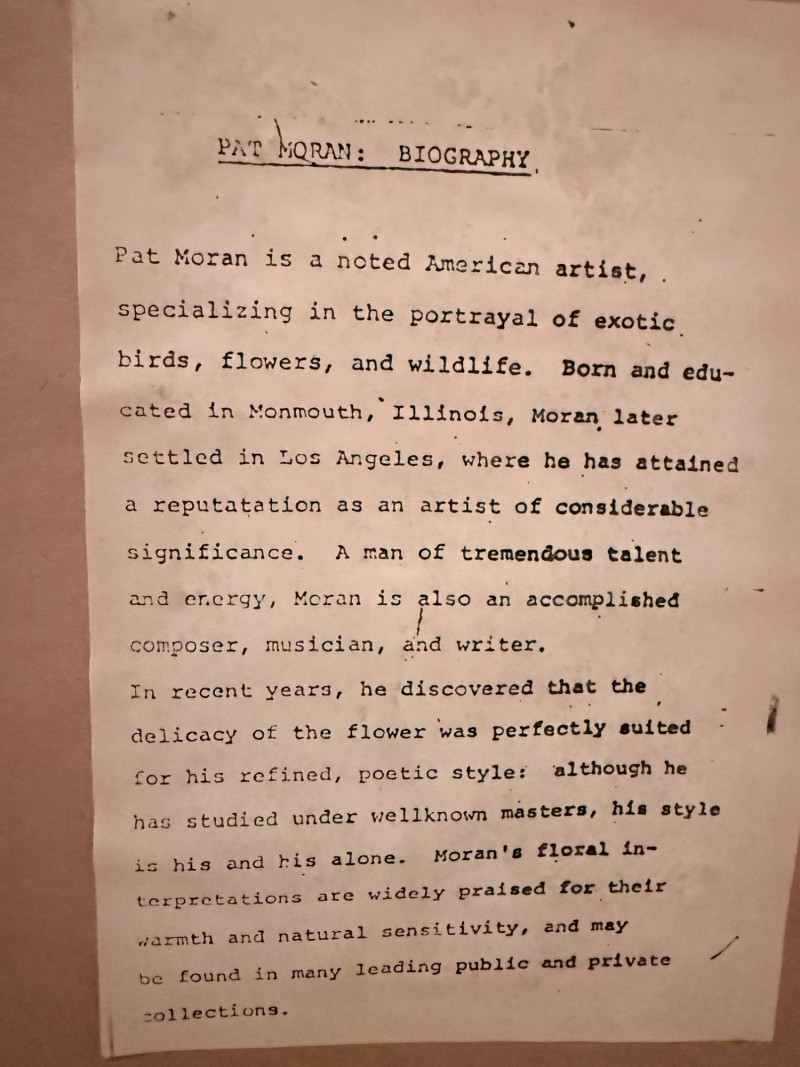 PAT MORAN: BIOGRAPHY
Pat Moran is a noted American artist,
specializing in the portrayal of exotic
birds, flowers, and wildlife. Born and edu-
cated in Monmouth, Illinois, Moran later
settled in Los Angeles, where he has attained
a reputatation as an artist of considerable
significance. A man of tremendous talent
and energy, Moran is also an accomplished
composer, musician, and writer.
In recent years, he discovered that the
delicacy of the flower was perfectly suited
for his refined, poetic style: although he
has studied under wellknown masters, his style
is his and his alone. Moran's floral in-
terpretations are widely praised for their
warmth and natural sensitivity, and may
be found in many leading public and private
collections.